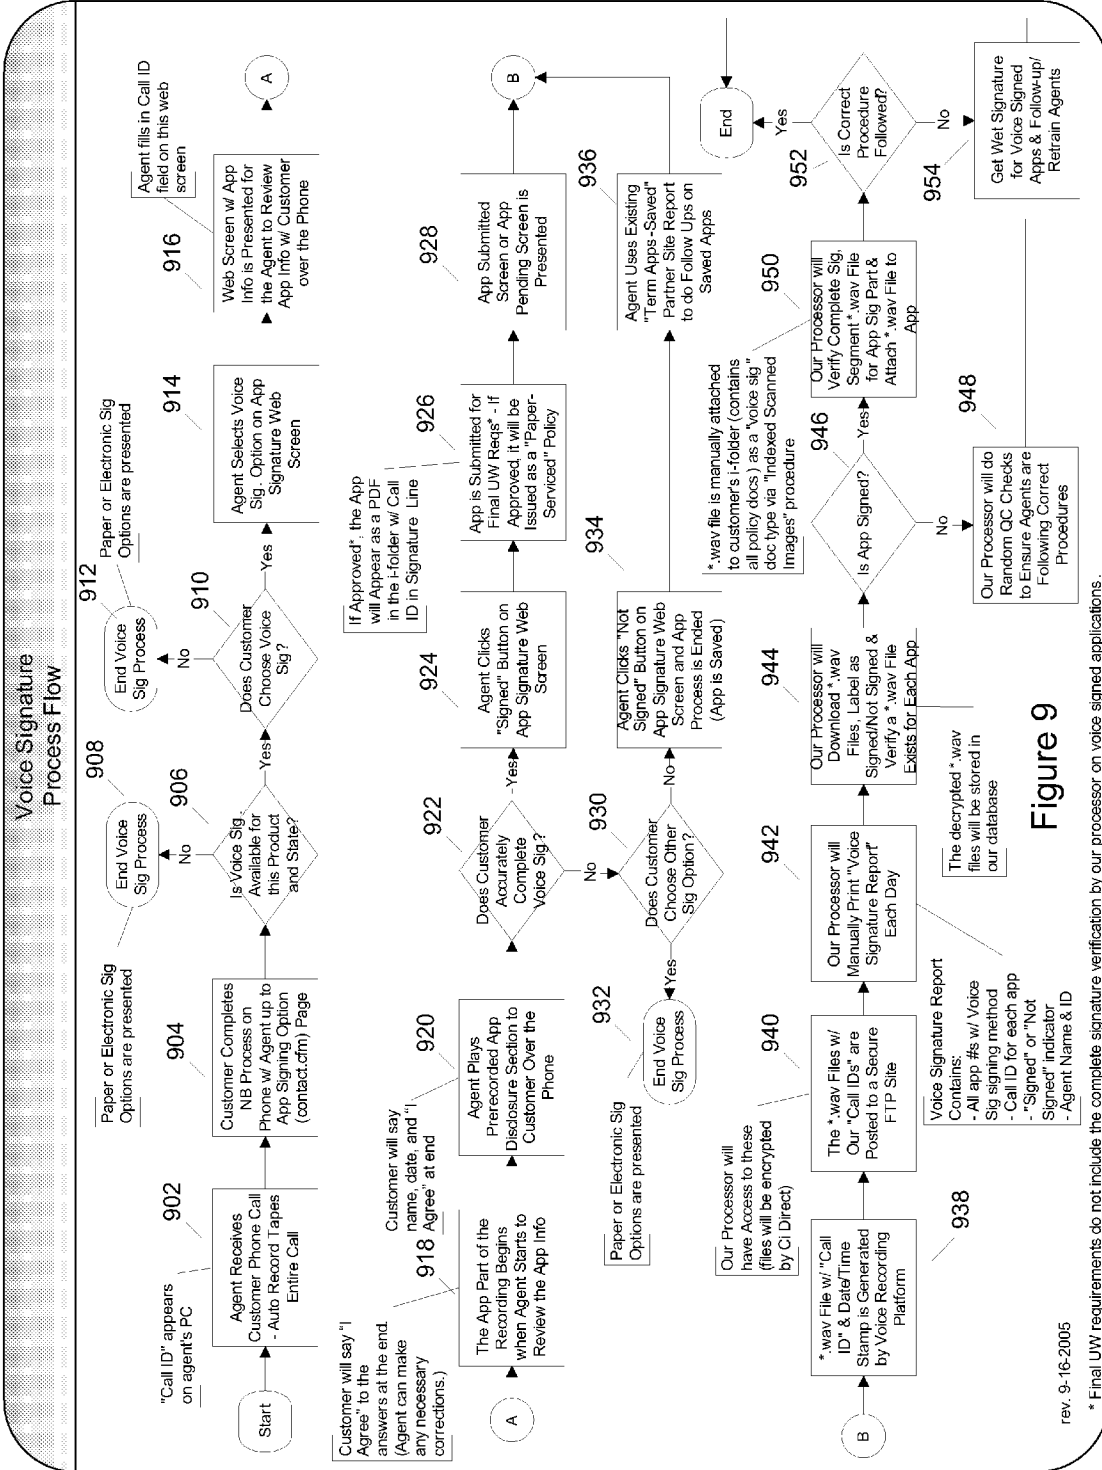 Voice Signature
Process Flow
Start
"Call ID" appears
on agent's PC
902
Agent Receives
Customer Phone Call
- Auto Record Tapes
Entire Call
904
Customer Completes
NB Process on
Phone w/ Agent up to
App Signing Option
(contact.cfm) Page
Paper or Electronic Sig
Options are presented
906
Is Voice Sig.
Available for
this Product
and State?
No
Yes
908
End Voice
Sig Process
910
Does Customer
Choose Voice
Sig?
No
Yes
912
End Voice
Sig Process
Paper or Electronic Sig
Options are presented
914
Agent Selects Voice
Sig. Option on App
Signature Web
Screen
916
Web Screen w/ App
Info is Presented for
the Agent to Review
App Info w/ Customer
over the Phone
Agent fills in Call ID
field on this web
screen
A
A
Customer will say "I
Agree" to the
answers at the end.
(Agent can make
any necessary
corrections.)
918
The App Part of the
Recording Begins
when Agent Starts to
Review the App Info
Customer will say
name, date, and "I
Agree" at end
920
Agent Plays
Prerecorded App
Disclosure Section to
Customer Over the
Phone
922
Does Customer
Accurately
Complete
Voice Sig.?
Yes
No
924
Agent Clicks
"Signed" Button on
App Signature Web
Screen
If Approved*, the App
will Appear as a PDF
in the i-folder w/ Call
ID in Signature Line
926
App is Submitted for
Final UW Reqs* - If
Approved, it will be
Issued as a "Paper-
Serviced" Policy
928
App Submitted
Screen or App
Pending Screen is
Presented
B
930
Does Customer
Choose Other
Sig Option?
Yes
No
932
End Voice
Sig Process
Paper or Electronic Sig
Options are presented
934
Agent Clicks "Not
Signed" Button on
App Signature Web
Screen and App
Process is Ended
(App is Saved)
936
Agent Uses Existing
"Term Apps-Saved"
Partner Site Report
to do Follow Ups on
Saved Apps
B
*.wav File w/ "Call
ID" & Date/Time
Stamp is Generated
by Voice Recording
Platform
938
Our Processor will
have Access to these
(files will be encrypted
by Ci Direct)
940
The *.wav Files w/
Our "Call IDs" are
Posted to a Secure
FTP Site
942
Our Processor will
Manually Print "Voice
Signature Report"
Each Day
Voice Signature Report
Contains:
- All app #s w/ Voice
Sig signing method
- Call ID for each app
- "Signed" or "Not
Signed" indicator
- Agent Name & ID
944
Our Processor will
Download *.wav
Files, Label as
Signed/Not Signed &
Verify a *.wav File
Exists for Each App
The decrypted *.wav
files will be stored in
our database
946
Is App Signed?
Yes
No
948
Our Processor will do
Random QC Checks
to Ensure Agents are
Following Correct
Procedures
*.wav file is manually attached
to customer's i-folder (contains
all policy docs) as a "voice sig"
doc type via "Indexed Scanned
Images" procedure
950
Our Processor will
Verify Complete Sig,
Segment *.wav File
for App Sig Part &
Attach *.wav File to
App
952
Is Correct
Procedure
Followed?
Yes
No
End
954
Get Wet Signature
for Voice Signed
Apps & Follow-up/
Retrain Agents
Figure 9
rev. 9-16-2005
* Final UW requirements do not include the complete signature verification by our processor on voice signed applications.